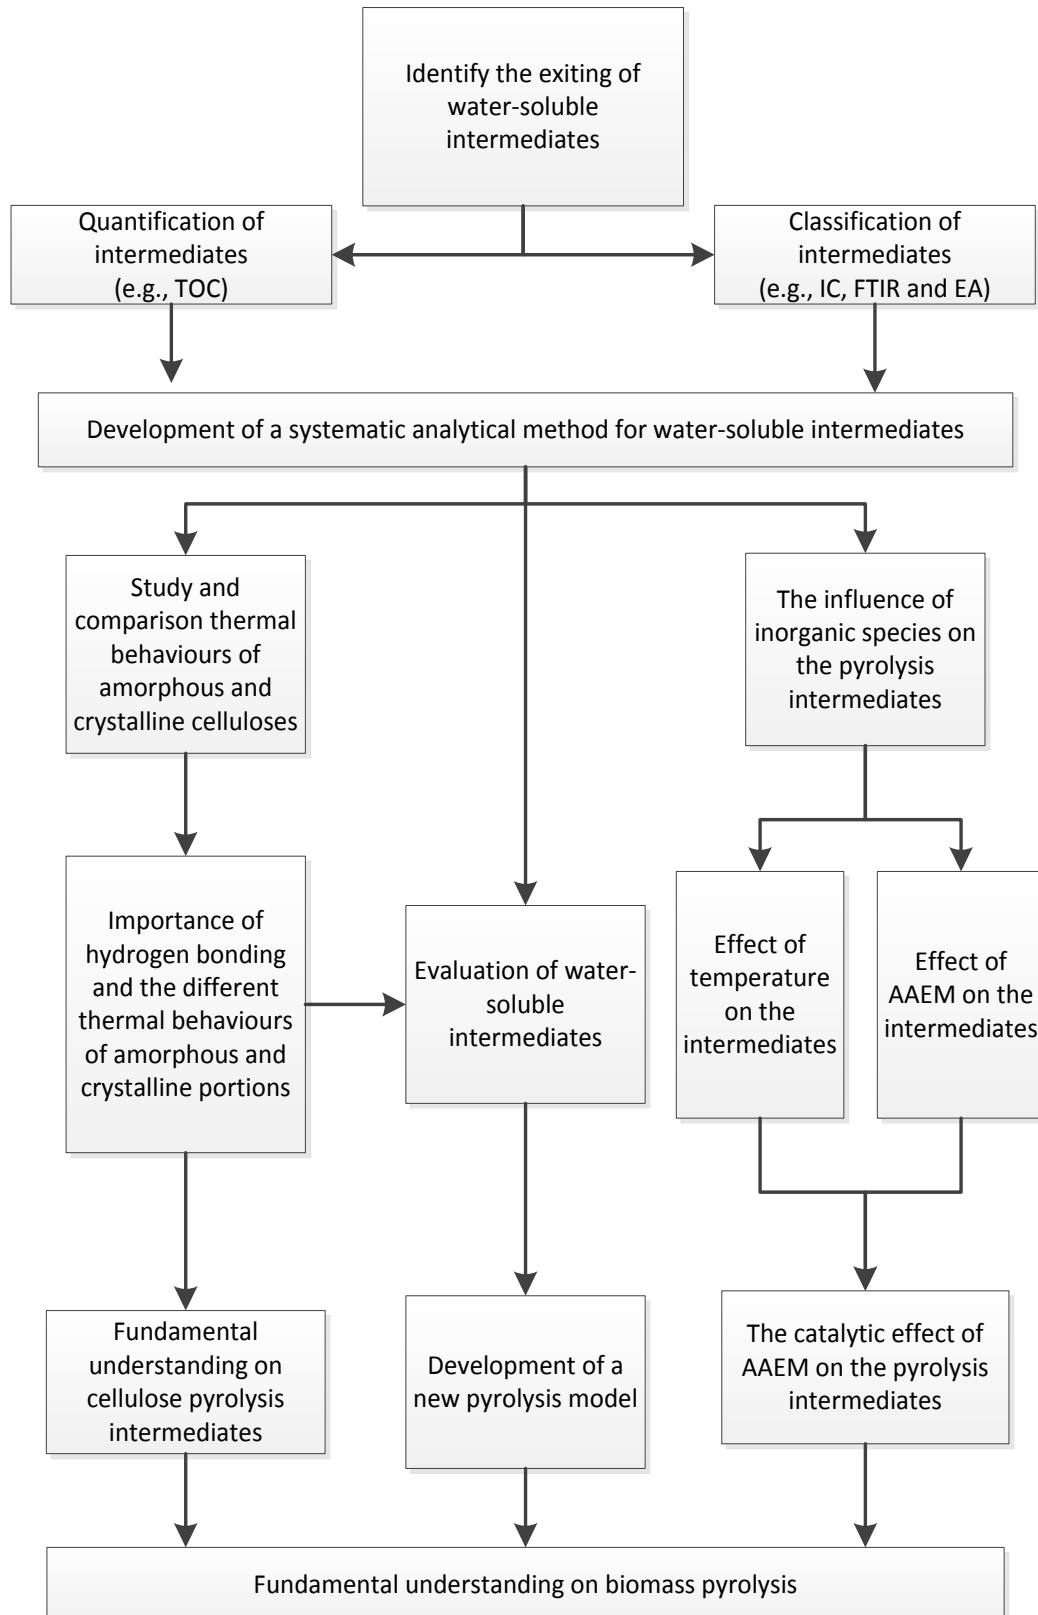 Identify the exiting of
water-soluble
intermediates
Quantification of
intermediates
(e.g., TOC)
Classification of
intermediates
(e.g., IC, FTIR and EA)
Development of a systematic analytical method for water-soluble intermediates
Study and
comparison thermal
behaviours of
amorphous and
crystalline celluloses
The influence of
inorganic species on
the pyrolysis
intermediates
Importance of
hydrogen bonding
and the different
thermal behaviours
of amorphous and
crystalline portions
Evaluation of water-
soluble
intermediates
Effect of
temperature
on the
intermediates
Effect of
AAEM on the
intermediates
Fundamental
understanding on
cellulose pyrolysis
intermediates
Development of a
new pyrolysis model
The catalytic effect of
AAEM on the pyrolysis
intermediates
Fundamental understanding on biomass pyrolysis